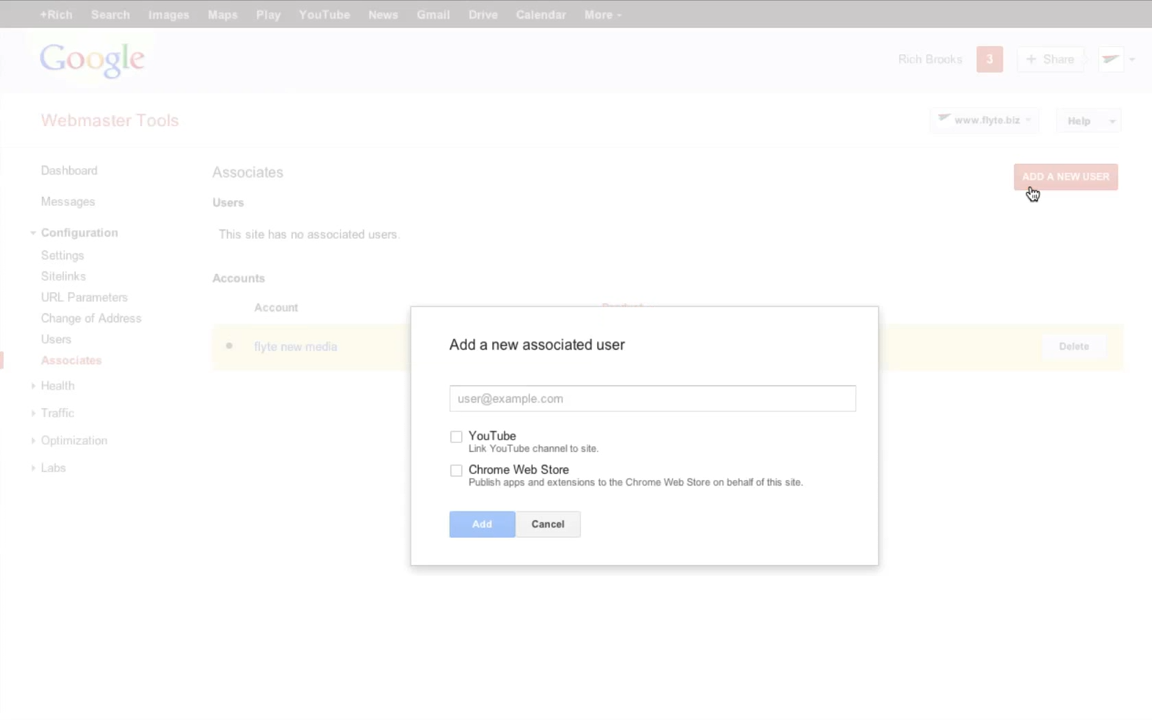 +Rich Search Images Maps Play YouTube News Gmail Drive Calendar More
Google
Rich Brooks 3 + Share
Webmaster Tools
www.flyte.biz
Help
Dashboard
Messages
Configuration
Settings
Sitelinks
URL Parameters
Change of Address
Users
Associates
Health
Traffic
Optimization
Labs
Associates
ADD A NEW USER
Users
This site has no associated users.
Accounts
Account
flyte new media
Delete
Add a new associated user
user@example.com
YouTube
Link YouTube channel to site.
Chrome Web Store
Publish apps and extensions to the Chrome Web Store on behalf of this site.
Add Cancel